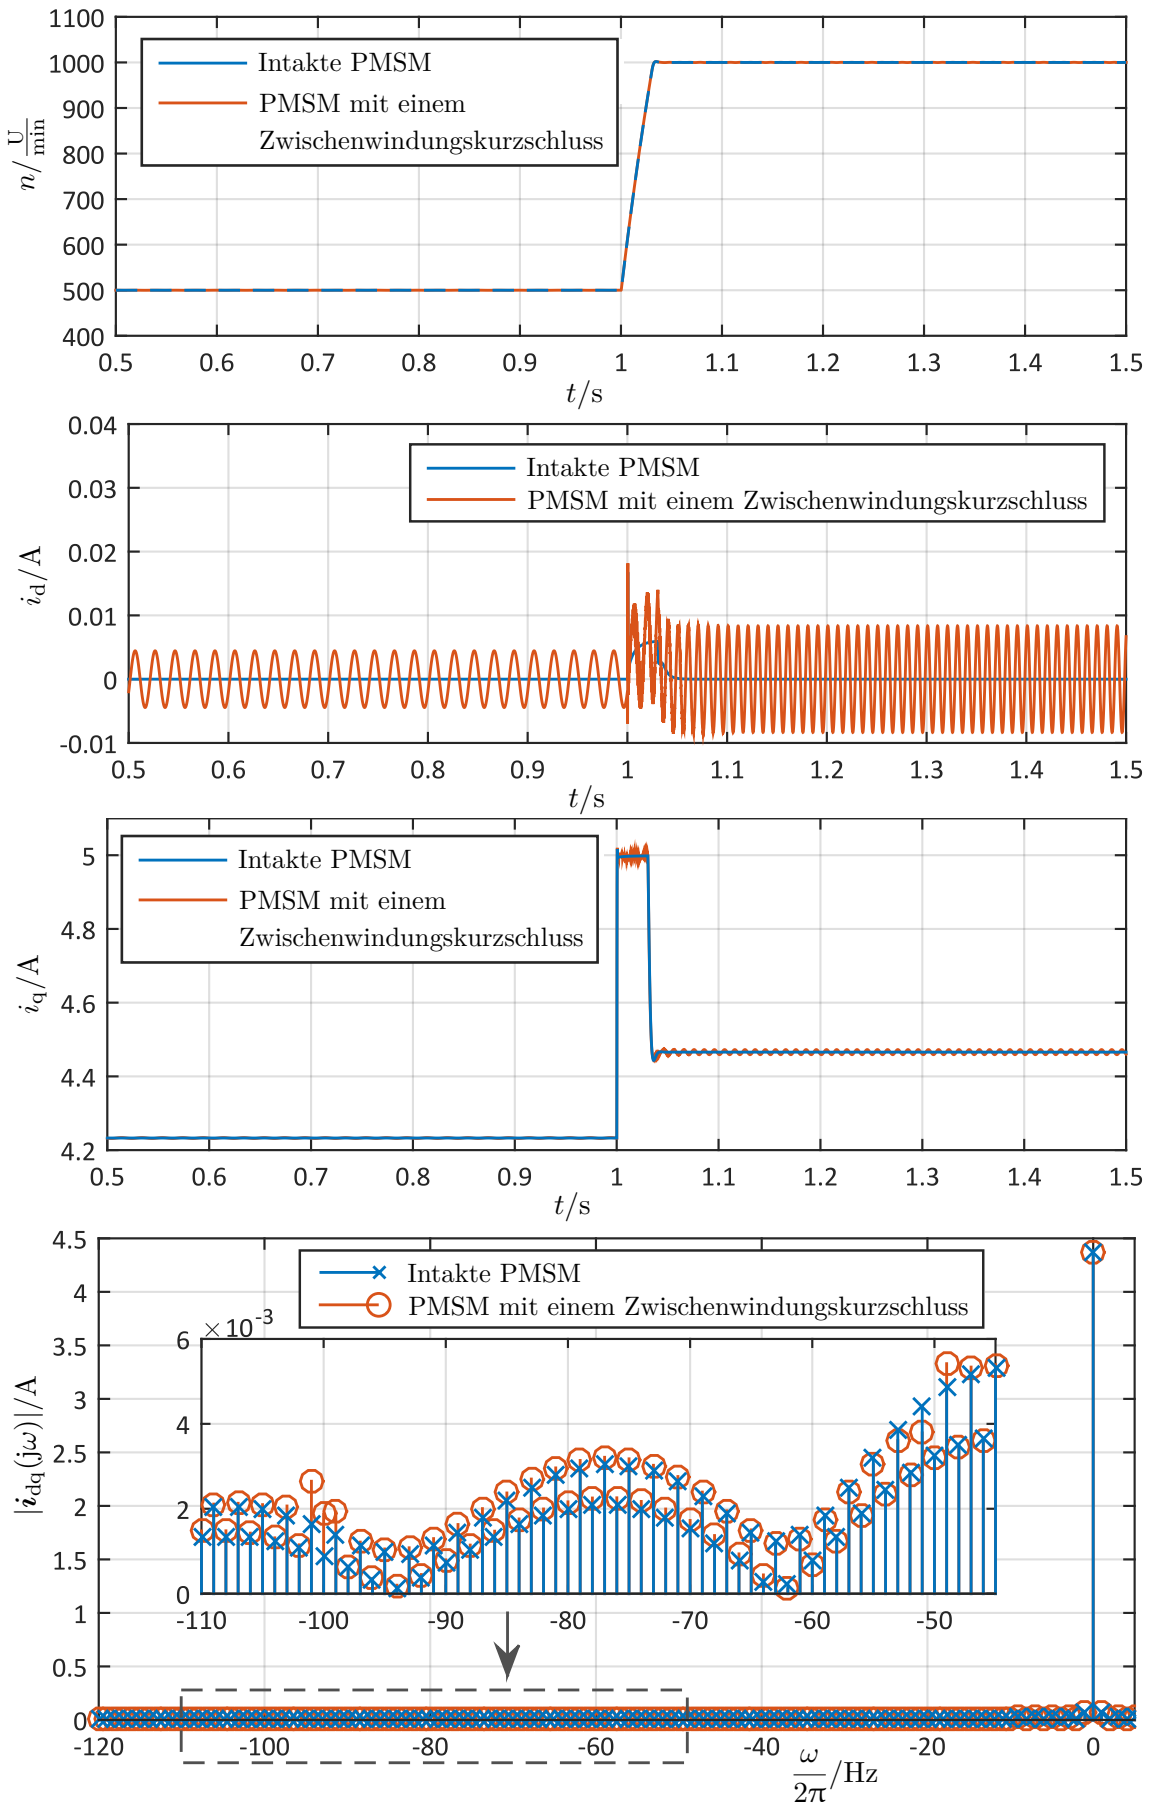 1100
1000
900
800
700
600
500
400
n/ U/min
Intakte PMSM
PMSM mit einem
Zwischenwindungskurzschluss
0.5 0.6 0.7 0.8 0.9 1 1.1 1.2 1.3 1.4 1.5
t/s
0.04
0.03
0.02
0.01
0
-0.01
i_d/A
Intakte PMSM
PMSM mit einem Zwischenwindungskurzschluss
0.5 0.6 0.7 0.8 0.9 1 1.1 1.2 1.3 1.4 1.5
t/s
5
4.8
4.6
4.4
4.2
i_q/A
Intakte PMSM
PMSM mit einem
Zwischenwindungskurzschluss
0.5 0.6 0.7 0.8 0.9 1 1.1 1.2 1.3 1.4 1.5
t/s
4.5
4
3.5
3
2.5
2
1.5
1
0.5
0
|i_dq(jω)|/A
Intakte PMSM
PMSM mit einem Zwischenwindungskurzschluss
×10⁻³
6
4
2
0
-110 -100 -90 -80 -70 -60 -50
-120 -100 -80 -60 -40 -20 0
ω/2π /Hz